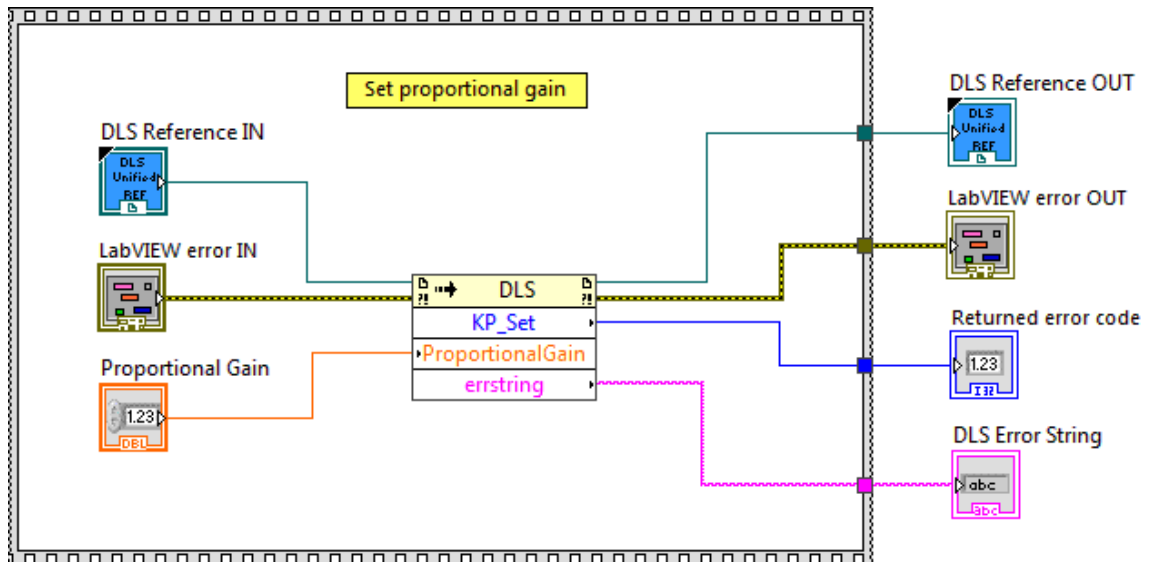 Set proportional gain
DLS Reference IN
DLS
Unified
REF
LabVIEW error IN
Proportional Gain
1.23
DBL
?!
DLS
?!
KP_Set
ProportionalGain
errstring
DLS Reference OUT
DLS
Unified
REF
LabVIEW error OUT
Returned error code
1.23
I32
DLS Error String
abc
abc